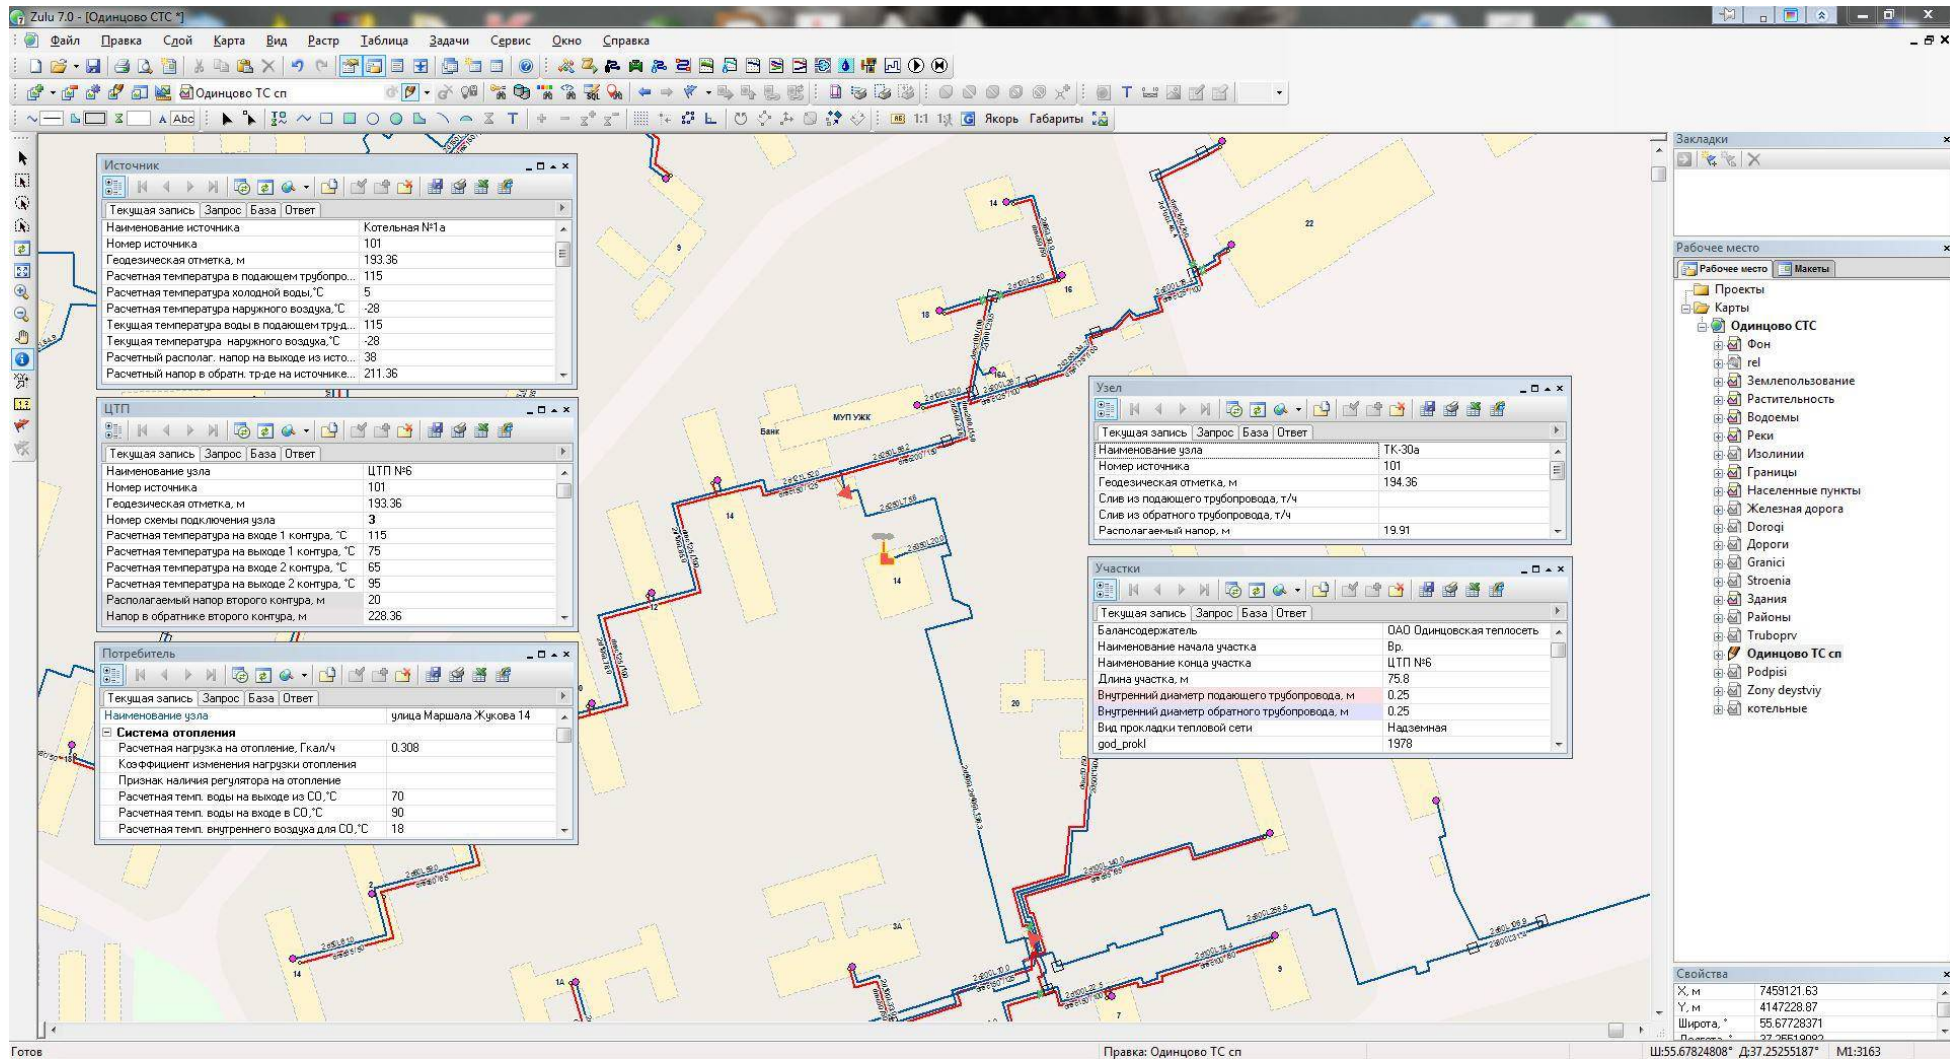 Zulu 7.0 - [Одинцово СТС *]
Файл Правка Слой Карта Вид Растр Таблица Задачи Сервис Окно Справка
Одинцово ТС сп
Abc 1:1 Якорь Габариты
Источник
Текущая запись Запрос База Ответ
Наименование источника Котельная №1а
Номер источника 101
Геодезическая отметка, м 193.36
Расчетная температура в подающем трубопро... 115
Расчетная температура холодной воды,°C 5
Расчетная температура наружного воздуха,°C -28
Текущая температура воды в подающем тру-д... 115
Текущая температура наружного воздуха,°C -28
Расчетный располаг. напор на выходе из исто... 38
Расчетный напор в обратн. тр-де на источнике... 211.36
ЦТП
Текущая запись Запрос База Ответ
Наименование узла ЦТП №6
Номер источника 101
Геодезическая отметка, м 193.36
Номер схемы подключения узла 3
Расчетная температура на входе 1 контура, °C 115
Расчетная температура на выходе 1 контура, °C 75
Расчетная температура на входе 2 контура, °C 65
Расчетная температура на выходе 2 контура, °C 95
Располагаемый напор второго контура, м 20
Напор в обратнике второго контура, м 228.36
Потребитель
Текущая запись Запрос База Ответ
Наименование узла улица Маршала Жукова 14
Система отопления
Расчетная нагрузка на отопление, Гкал/ч 0.308
Коэффициент изменения нагрузки отопления
Признак наличия регулятора на отопление
Расчетная темп. воды на выходе из СО,°C 70
Расчетная темп. воды на входе в СО,°C 90
Расчетная темп. внутреннего воздуха для СО,°C 18
Узел
Текущая запись Запрос База Ответ
Наименование узла ТК-30а
Номер источника 101
Геодезическая отметка, м 194.36
Слив из подающего трубопровода, т/ч
Слив из обратного трубопровода, т/ч
Располагаемый напор, м 19.91
Участки
Текущая запись Запрос База Ответ
Балансодержатель ОАО Одинцовская теплосеть
Наименование начала участка Вр.
Наименование конца участка ЦТП №6
Длина участка, м 75.8
Внутренний диаметр подающего трубопровода, м 0.25
Внутренний диаметр обратного трубопровода, м 0.25
Вид прокладки тепловой сети Надземная
god_prokl 1978
9
14
22
16
18
16А
МУП УЖК
Банк
14
12
14
20
2
14
3А
1А
9
7
Закладки
Рабочее место
Рабочее место Макеты
Проекты
Карты
Одинцово СТС
Фон
rel
Землепользование
Растительность
Водоемы
Реки
Изолинии
Границы
Населенные пункты
Железная дорога
Dorogi
Дороги
Granici
Stroenia
Здания
Районы
Truboprv
Одинцово ТС сп
Podpisi
Zony deystviy
котельные
Свойства
X, м 7459121.63
Y, м 4147228.87
Широта, ° 55.67728371
Готов
Правка: Одинцово ТС сп
Ш:55.67824808° Д:37.25255187° М1:3163